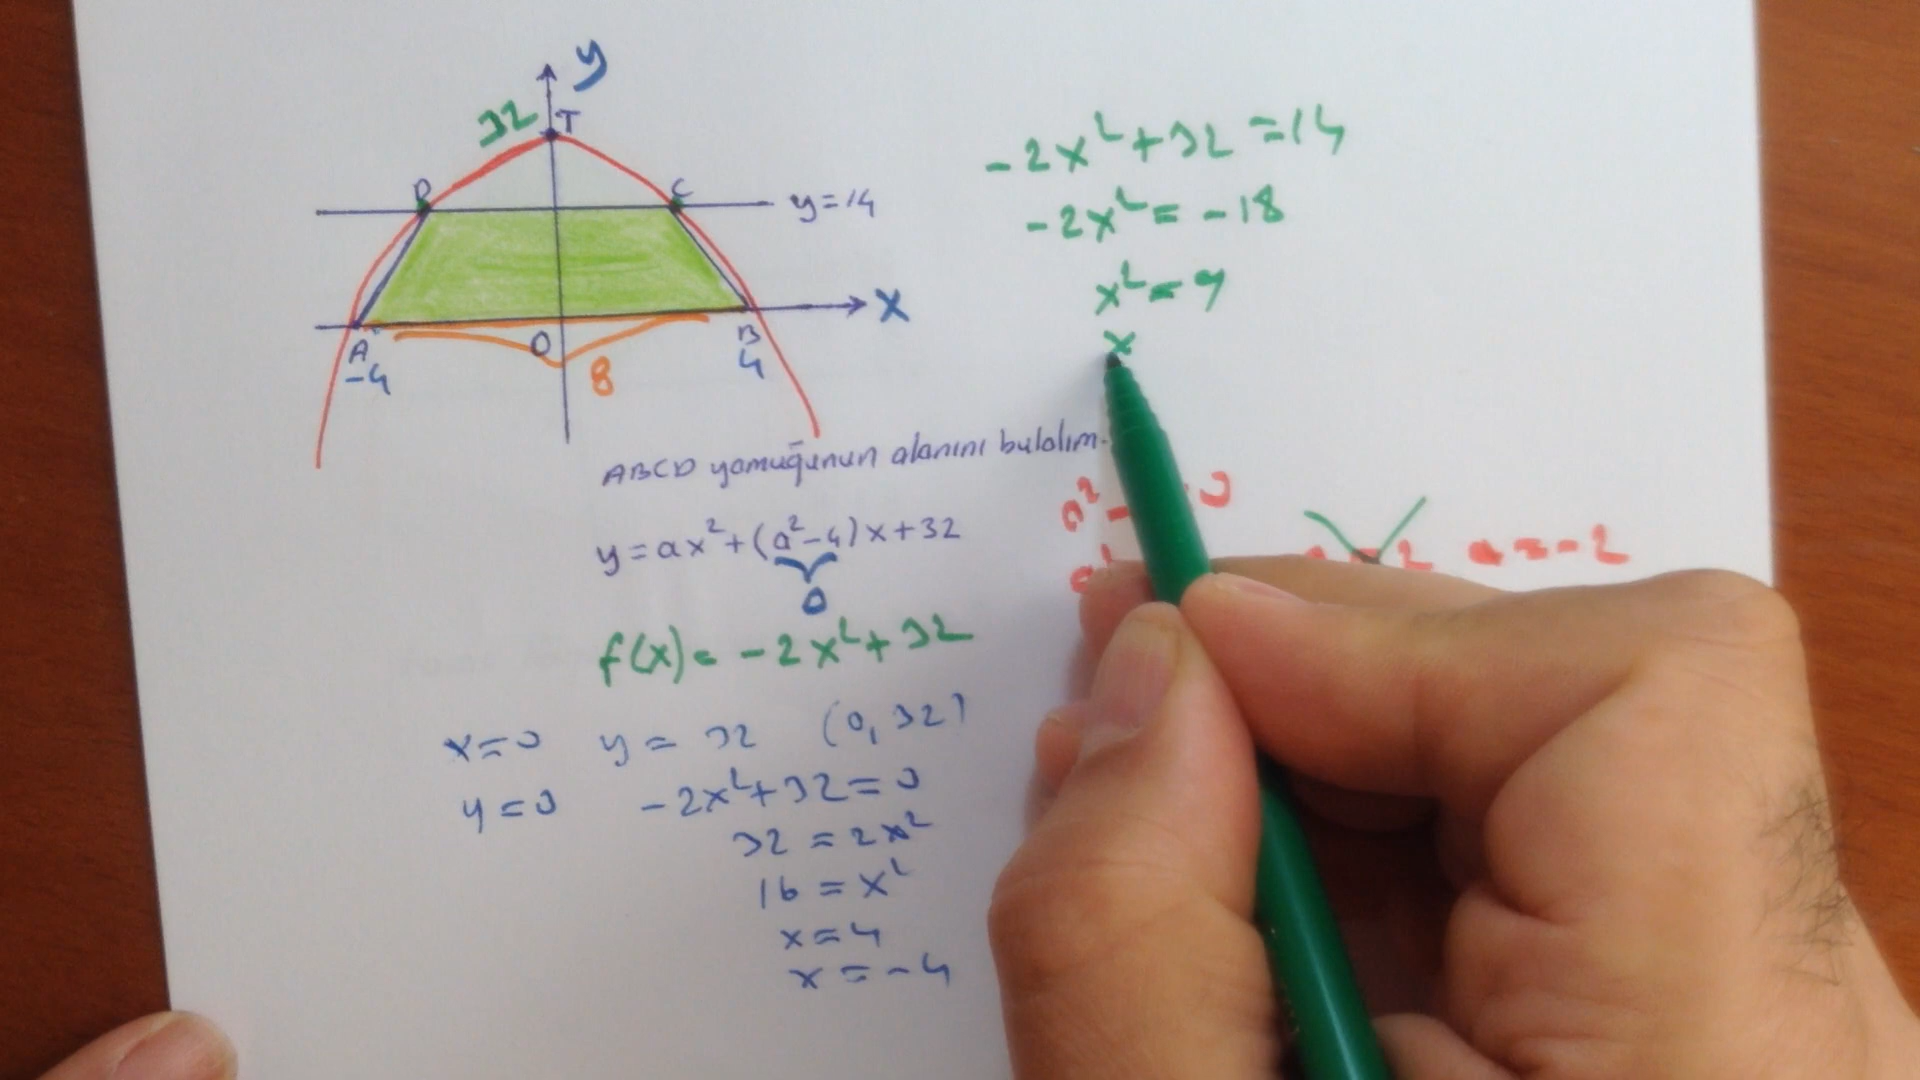 y
32
T
D C
y=14
x
A O B
-4 8 4
ABCD yamuğunun alanını bulalım.
y=ax²+(a²-4)x+32
0
f(x)=-2x²+32
x=0 y=32 (0,32)
y=0 -2x²+32=0
32=2x²
16=x²
x=4
x=-4
-2x²+32=14
-2x²=-18
x²=9
x
a=-2